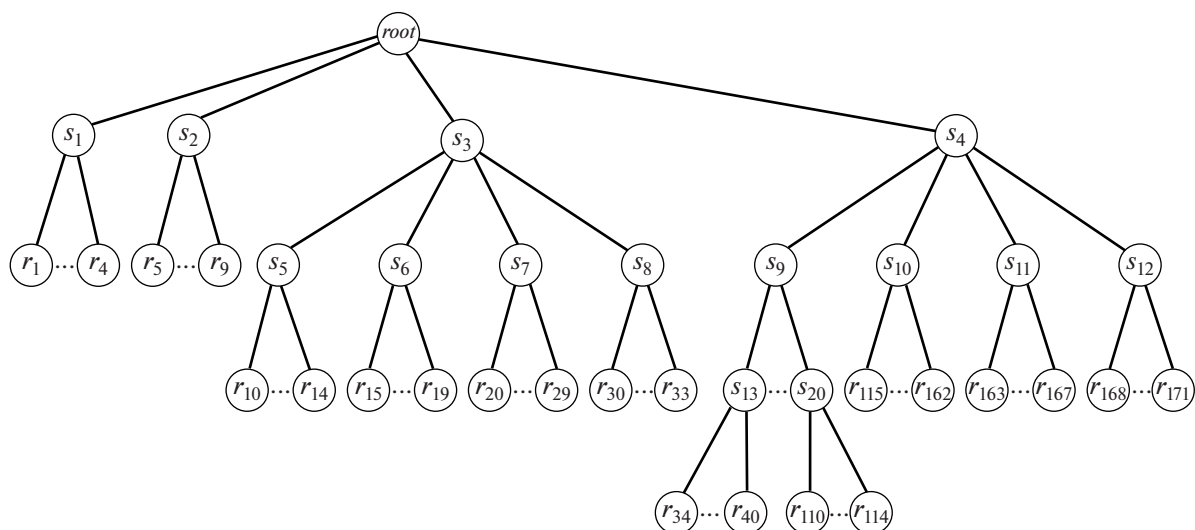 root
s1 s2 s3 s4
r1 ... r4 r5 ... r9 s5 s6 s7 s8 s9 s10 s11 s12
r10 ... r14 r15 ... r19 r20 ... r29 r30 ... r33 s13 ... s20 r115 ... r162 r163 ... r167 r168 ... r171
r34 ... r40 r110 ... r114